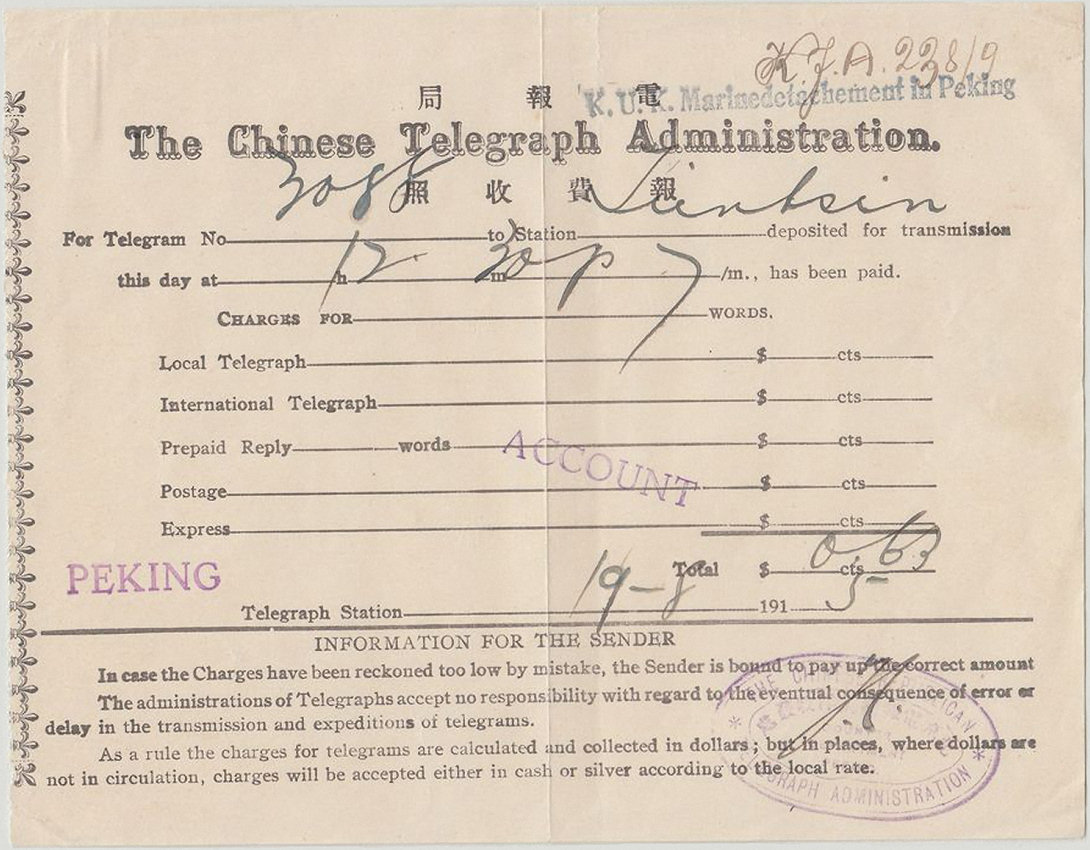 K.J.A. 238/9
K.U.K. Marinedetachement in Peking
局 報 電
The Chinese Telegraph Administration.
照 收 費 報
For Telegram No 3088 to Station Tientsin deposited for transmission
this day at 12 h 30 m p /m., has been paid.
CHARGES FOR 7 WORDS.
Local Telegraph $ cts
International Telegraph $ cts
Prepaid Reply words $ cts
ACCOUNT
Postage $ cts
Express $ cts
Total $ 0 cts 63
PEKING
Telegraph Station 19-8 1915
INFORMATION FOR THE SENDER
In case the Charges have been reckoned too low by mistake, the Sender is bound to pay up the correct amount
The administrations of Telegraphs accept no responsibility with regard to the eventual consequence of error or
delay in the transmission and expeditions of telegrams.
As a rule the charges for telegrams are calculated and collected in dollars; but in places, where dollars are
not in circulation, charges will be accepted either in cash or silver according to the local rate.
* THE
TELEGRAPH ADMINISTRATION *